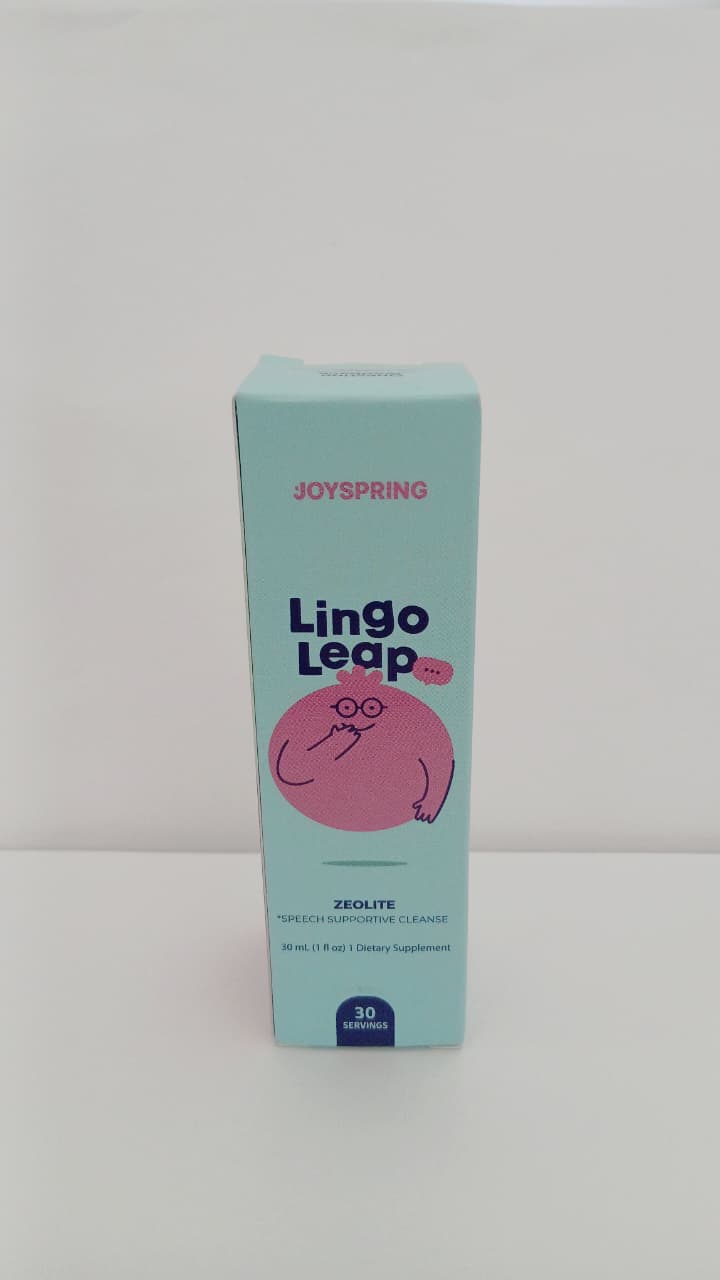 JOYSPRING
Lingo
Leap
ZEOLITE
*SPEECH SUPPORTIVE CLEANSE
30 mL (1 fl oz) I Dietary Supplement
30
SERVINGS